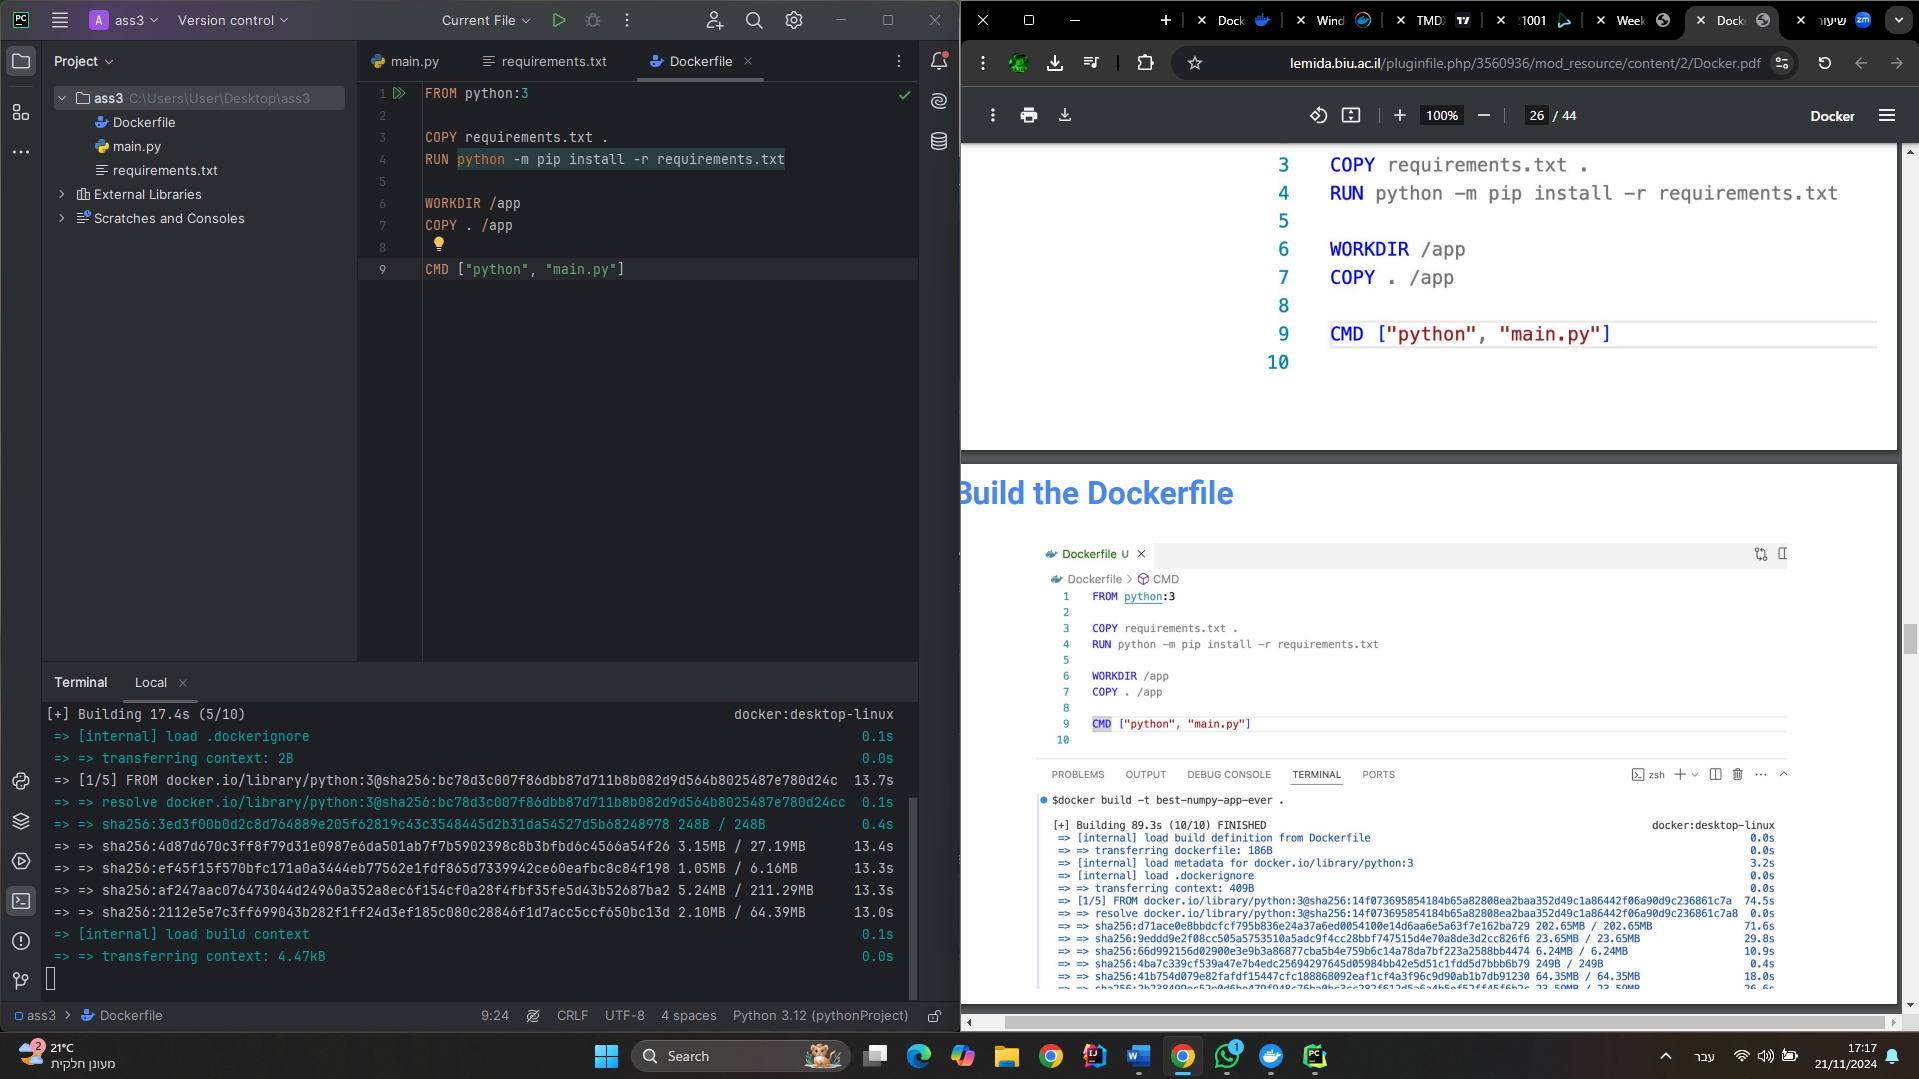 ass3
Version control
Current File
Project
ass3 C:\Users\User\Desktop\ass3
Dockerfile
main.py
requirements.txt
External Libraries
Scratches and Consoles
main.py
requirements.txt
Dockerfile
1 FROM python:3
2
3 COPY requirements.txt .
4 RUN python -m pip install -r requirements.txt
5
6 WORKDIR /app
7 COPY . /app
8
9 CMD ["python", "main.py"]
Terminal Local
[+] Building 17.4s (5/10) docker:desktop-linux
=> [internal] load .dockerignore 0.1s
=> => transferring context: 2B 0.0s
=> [1/5] FROM docker.io/library/python:3@sha256:bc78d3c007f86dbb87d711b8b082d9d564b8025487e780d24c 13.7s
=> => resolve docker.io/library/python:3@sha256:bc78d3c007f86dbb87d711b8b082d9d564b8025487e780d24cc 0.1s
=> => sha256:3ed3f00b0d2c8d764889e205f62819c43c3548445d2b31da54527d5b68248978 248B / 248B 0.4s
=> => sha256:4d87d670c3ff8f79d31e0987e6da501ab7f7b5902398c8b3bfbd6c4566a54f26 3.15MB / 27.19MB 13.4s
=> => sha256:ef45f15f570bfc171a0a3444eb77562e1fdf865d7339942ce60eafbc8c84f198 1.05MB / 6.16MB 13.3s
=> => sha256:af247aac076473044d24960a352a8ec6f154cf0a28f4fbf35fe5d43b52687ba2 5.24MB / 211.29MB 13.3s
=> => sha256:2112e5e7c3ff699043b282f1ff24d3ef185c080c28846f1d7acc5ccf650bc13d 2.10MB / 64.39MB 13.0s
=> [internal] load build context 0.1s
=> => transferring context: 4.47kB 0.0s
ass3 > Dockerfile
9:24 CRLF UTF-8 4 spaces Python 3.12 (pythonProject)
Dock
Wind
TMD
1001
Week
Dock
שיעור
lemida.biu.ac.il/pluginfile.php/3560936/mod_resource/content/2/Docker.pdf
100% 26 / 44 Docker
3 COPY requirements.txt .
4 RUN python -m pip install -r requirements.txt
5
6 WORKDIR /app
7 COPY . /app
8
9 CMD ["python", "main.py"]
10
Build the Dockerfile
Dockerfile U
Dockerfile > CMD
1 FROM python:3
2
3 COPY requirements.txt .
4 RUN python -m pip install -r requirements.txt
5
6 WORKDIR /app
7 COPY . /app
8
9 CMD ["python", "main.py"]
10
PROBLEMS OUTPUT DEBUG CONSOLE TERMINAL PORTS zsh
$docker build -t best-numpy-app-ever .
[+] Building 89.3s (10/10) FINISHED docker:desktop-linux
=> [internal] load build definition from Dockerfile 0.0s
=> => transferring dockerfile: 186B 0.0s
=> [internal] load metadata for docker.io/library/python:3 3.2s
=> [internal] load .dockerignore 0.0s
=> => transferring context: 409B 0.0s
=> [1/5] FROM docker.io/library/python:3@sha256:14f073695854184b65a82808ea2baa352d49c1a86442f06a90d9c236861c7a 74.5s
=> => resolve docker.io/library/python:3@sha256:14f073695854184b65a82808ea2baa352d49c1a86442f06a90d9c236861c7a8 0.0s
=> => sha256:d71ace0e8bbdcfcf795b836e24a37a6ed0054100e14d6aa6e5a63f7e162ba729 202.65MB / 202.65MB 71.6s
=> => sha256:9eddd9e2f08cc505a5753510a5adc9f4cc28bbf747515d4e70a8de3d2cc826f6 23.65MB / 23.65MB 29.8s
=> => sha256:66d992156d02900e3e9b3a86877cba5b4e759b6c14a78da7bf223a2588bb4474 6.24MB / 6.24MB 10.9s
=> => sha256:4ba7c339cf539a47e7b4edc25694297645d05984bb42e5d51c1fdd5d7bbb6b79 249B / 249B 0.4s
=> => sha256:41b754d079e82fafdf15447cfc188868092eaf1cf4a3f96c9d90ab1b7db91230 64.35MB / 64.35MB 18.0s
2
21°C
מעונן חלקית
Search
1
עבר
17:17
21/11/2024